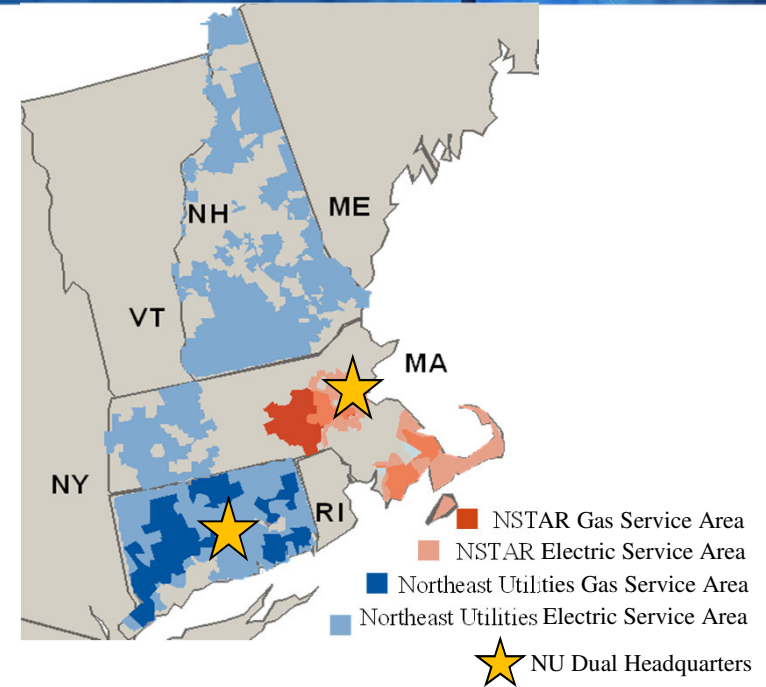 NH
ME
VT
MA
NY
RI
NSTAR Gas Service Area
NSTAR Electric Service Area
Northeast Utilities Gas Service Area
Northeast Utilities Electric Service Area
NU Dual Headquarters